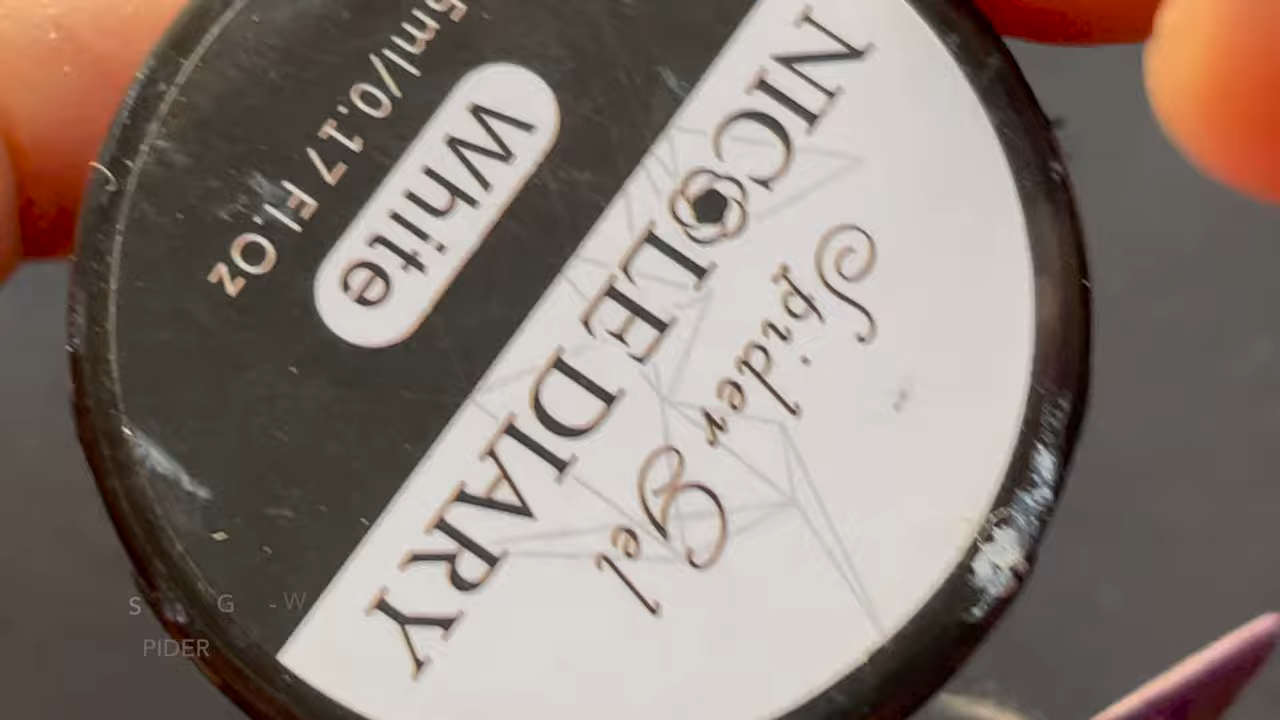 Spider Gel
NICOLE DIARY
White
5ml/0.17 Fl.Oz
S G -W
PIDER